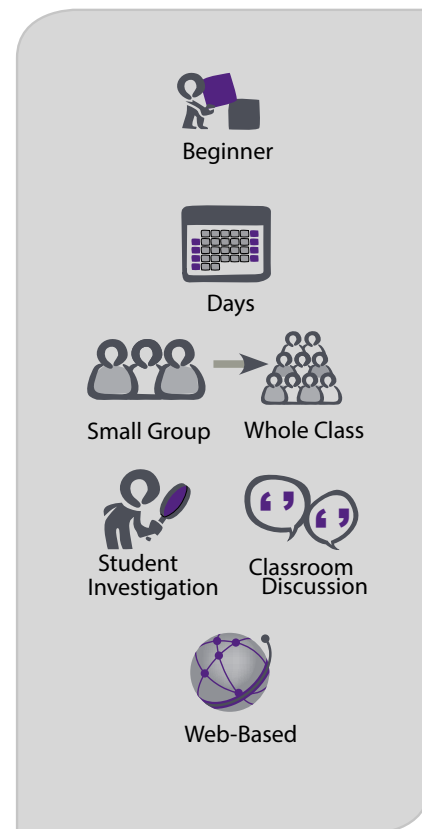 Beginner
Days
Small Group
Whole Class
Student
Investigation
Classroom
Discussion
Web-Based